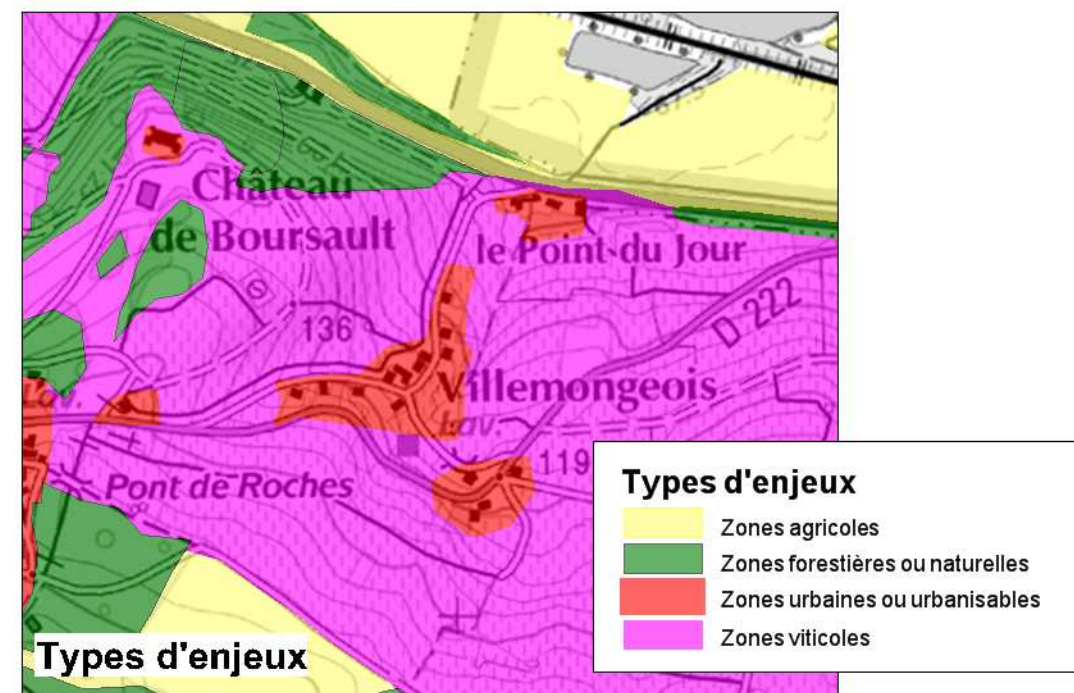 Château
de Boursault
le Point du Jour
D 222
136
Villemongeois
Lav.
119
Pont de Roches
Types d'enjeux
Types d'enjeux
Zones agricoles
Zones forestières ou naturelles
Zones urbaines ou urbanisables
Zones viticoles